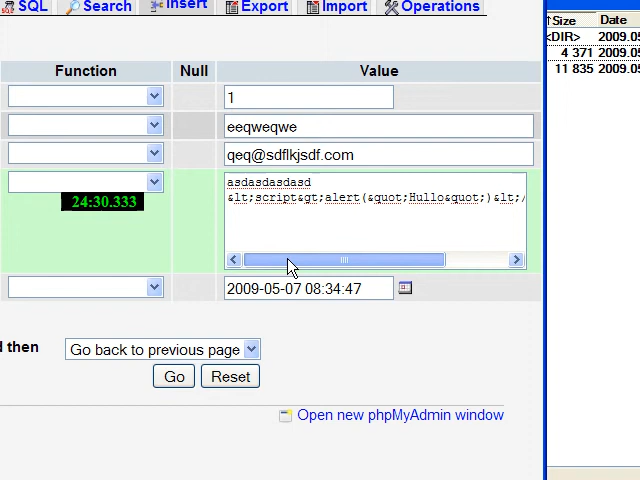 SQL Search Insert Export Import Operations
↑Size Date
<DIR> 2009.05
4 371 2009.05
11 835 2009.05
Function Null Value
1
eeqweqwe
qeq@sdflkjsdf.com
asdasdasdasd
&lt;script&gt;alert(&quot;Hullo&quot;)&lt;/
24:30.333
2009-05-07 08:34:47
d then Go back to previous page
Go Reset
Open new phpMyAdmin window